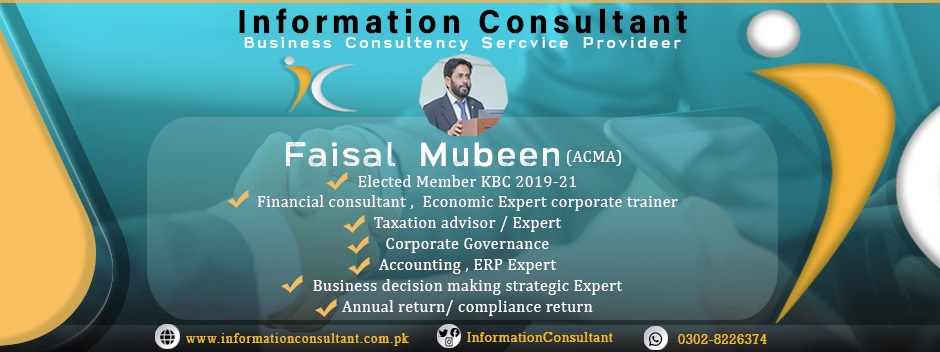 Information Consultant
Business Consultency Sercvice Provideer
Faisal Mubeen (ACMA)
Elected Member KBC 2019-21
Financial consultant , Economic Expert corporate trainer
Taxation advisor / Expert
Corporate Governance
Accounting , ERP Expert
Business decision making strategic Expert
Annual return/ compliance return
www.informationconsultant.com.pk InformationConsultant 0302-8226374